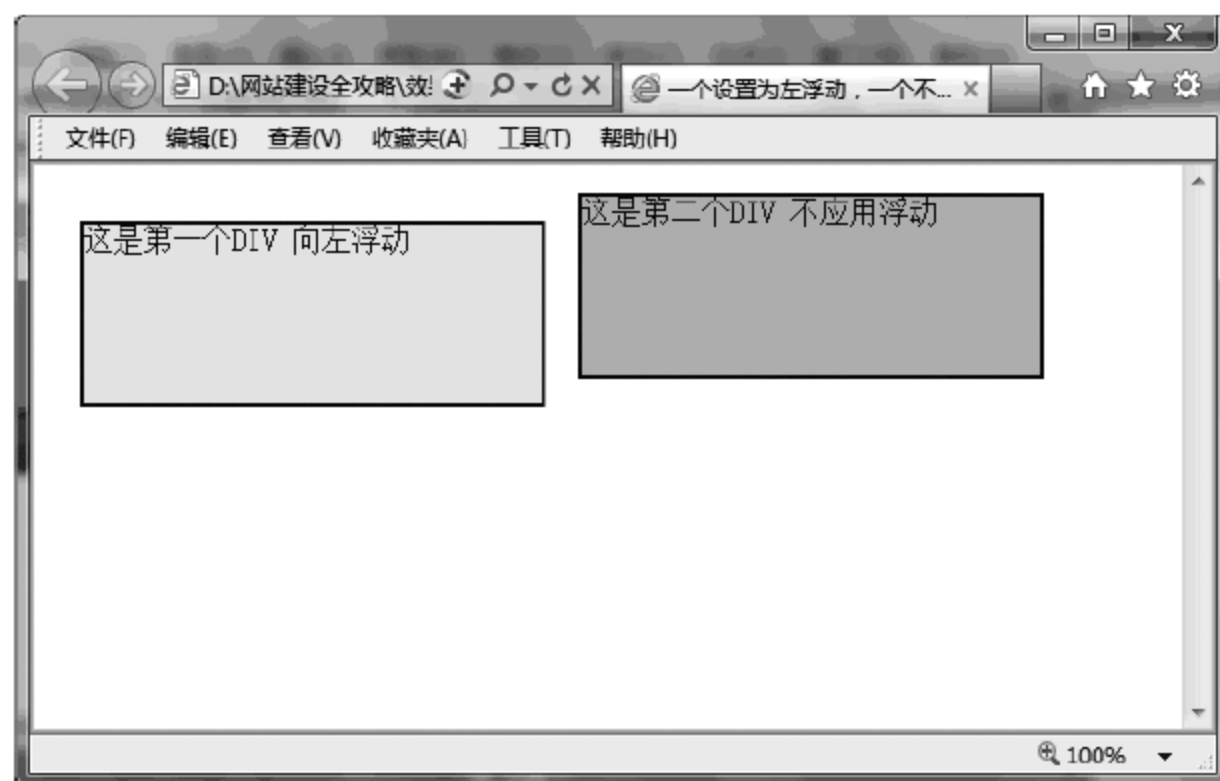 D:\网站建设全攻略\效!
一个设置为左浮动，一个不...
文件(F) 编辑(E) 查看(V) 收藏夹(A) 工具(T) 帮助(H)
这是第一个DIV 向左浮动
这是第二个DIV 不应用浮动
100%